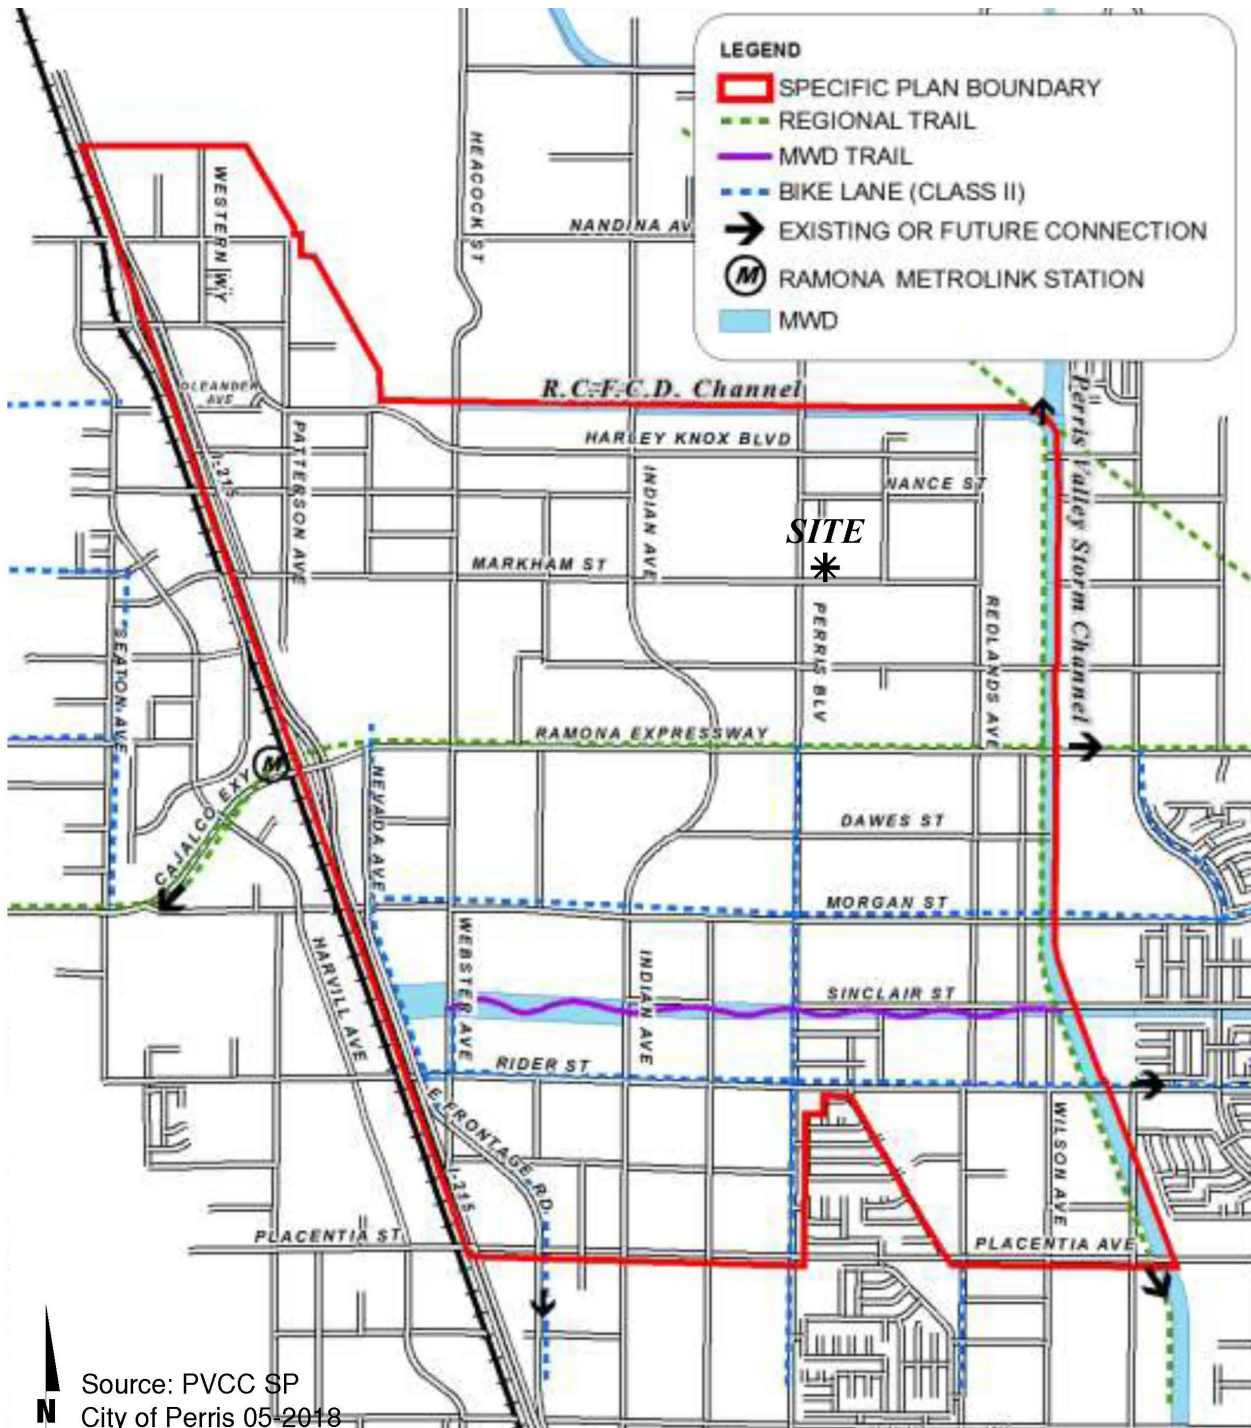 LEGEND
SPECIFIC PLAN BOUNDARY
REGIONAL TRAIL
MWD TRAIL
BIKE LANE (CLASS II)
EXISTING OR FUTURE CONNECTION
M
RAMONA METROLINK STATION
MWD
HEACOCK ST
WESTERN WY
NANDINA AV
OLEANDER
AVE
R.C.F.C.D. Channel
HARLEY KNOX BLVD
Perris Valley Storm Channel
PATTERSON AVE
I-215
INDIAN AVE
NANCE ST
SITE
MARKHAM ST
PERRIS BLV
REDLANDS AVE
SEATON AVE
RAMONA EXPRESSWAY
M
CAJALCO EXY
NEVADA AVE
DAWES ST
MORGAN ST
HARVILL AVE
WEBSTER AVE
INDIAN AVE
SINCLAIR ST
RIDER ST
E FRONTAGE RD
WILSON AVE
I-215
PLACENTIA ST
PLACENTIA AVE
N
Source: PVCC SP
City of Perris 05-2018